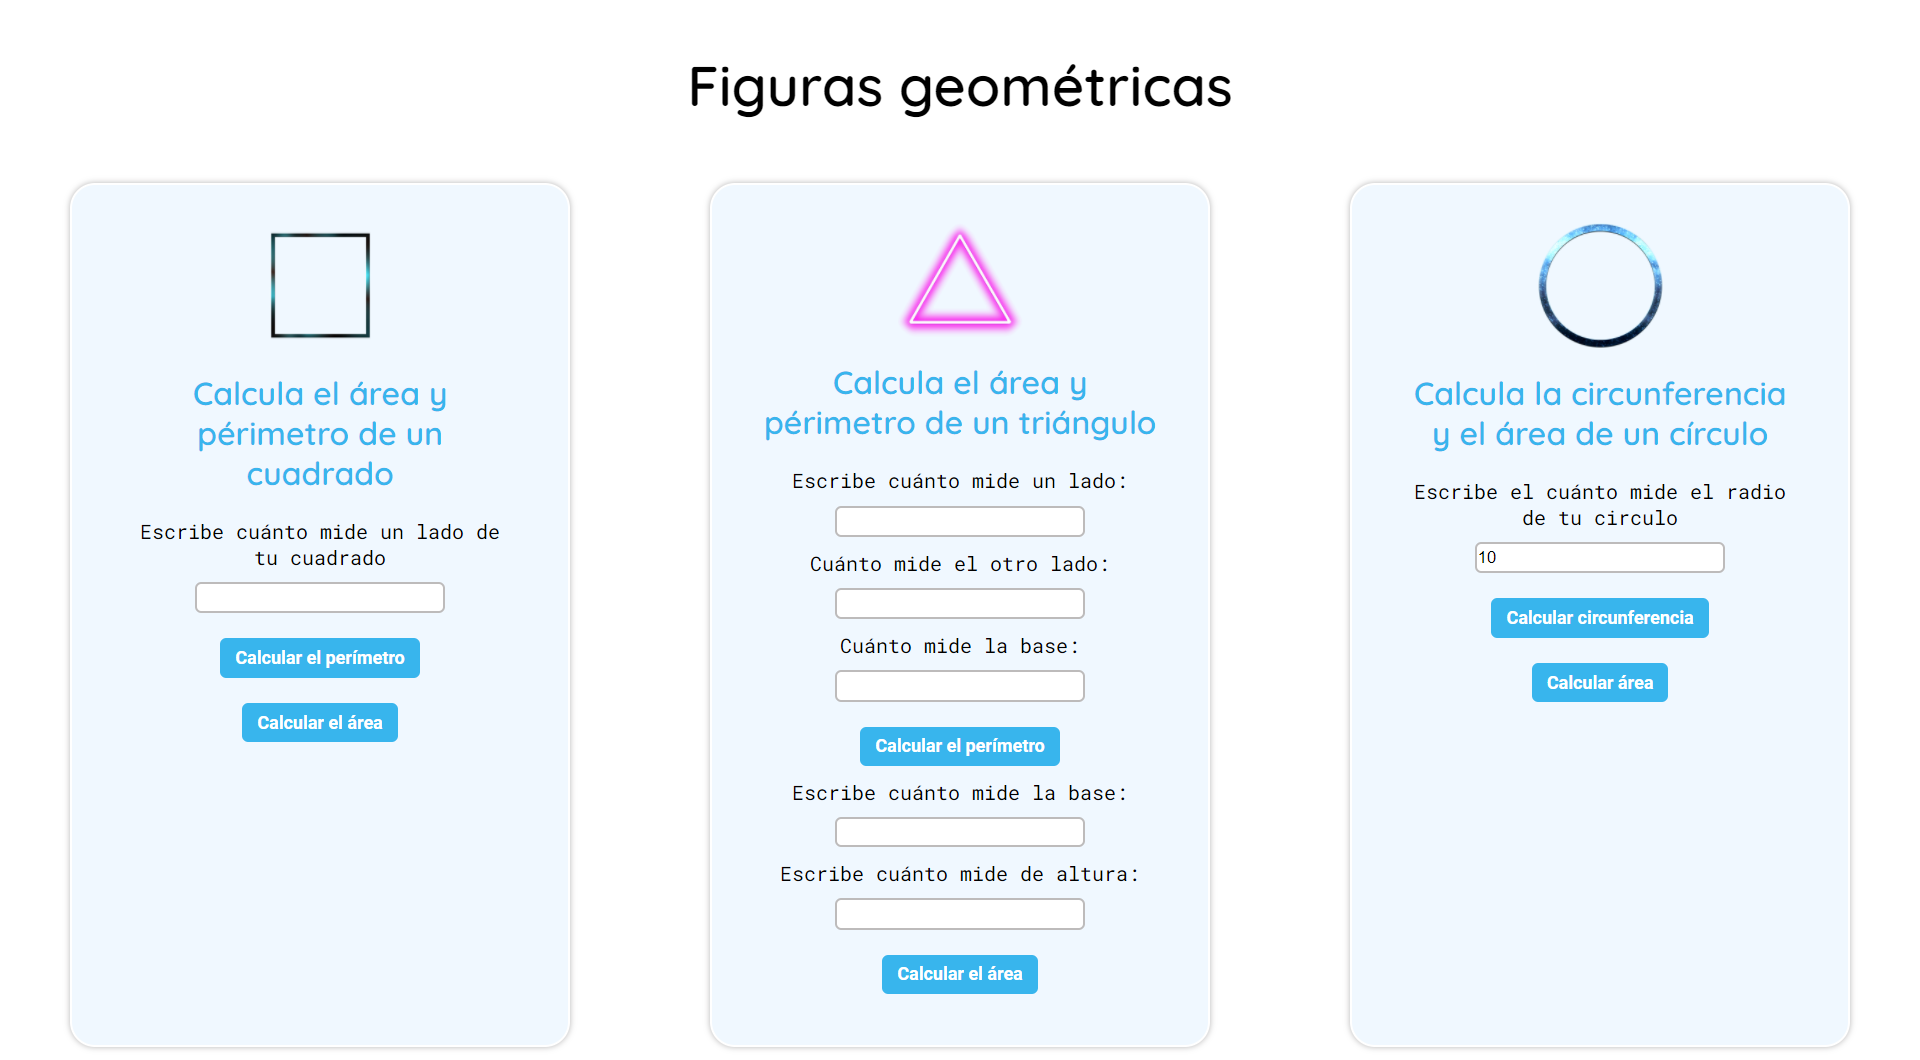 Figuras geométricas
Calcula el área y
périmetro de un
cuadrado
Escribe cuánto mide un lado de
tu cuadrado
Calcular el perímetro
Calcular el área
Calcula el área y
périmetro de un triángulo
Escribe cuánto mide un lado:
Cuánto mide el otro lado:
Cuánto mide la base:
Calcular el perímetro
Escribe cuánto mide la base:
Escribe cuánto mide de altura:
Calcular el área
Calcula la circunferencia
y el área de un círculo
Escribe el cuánto mide el radio
de tu circulo
10
Calcular circunferencia
Calcular área